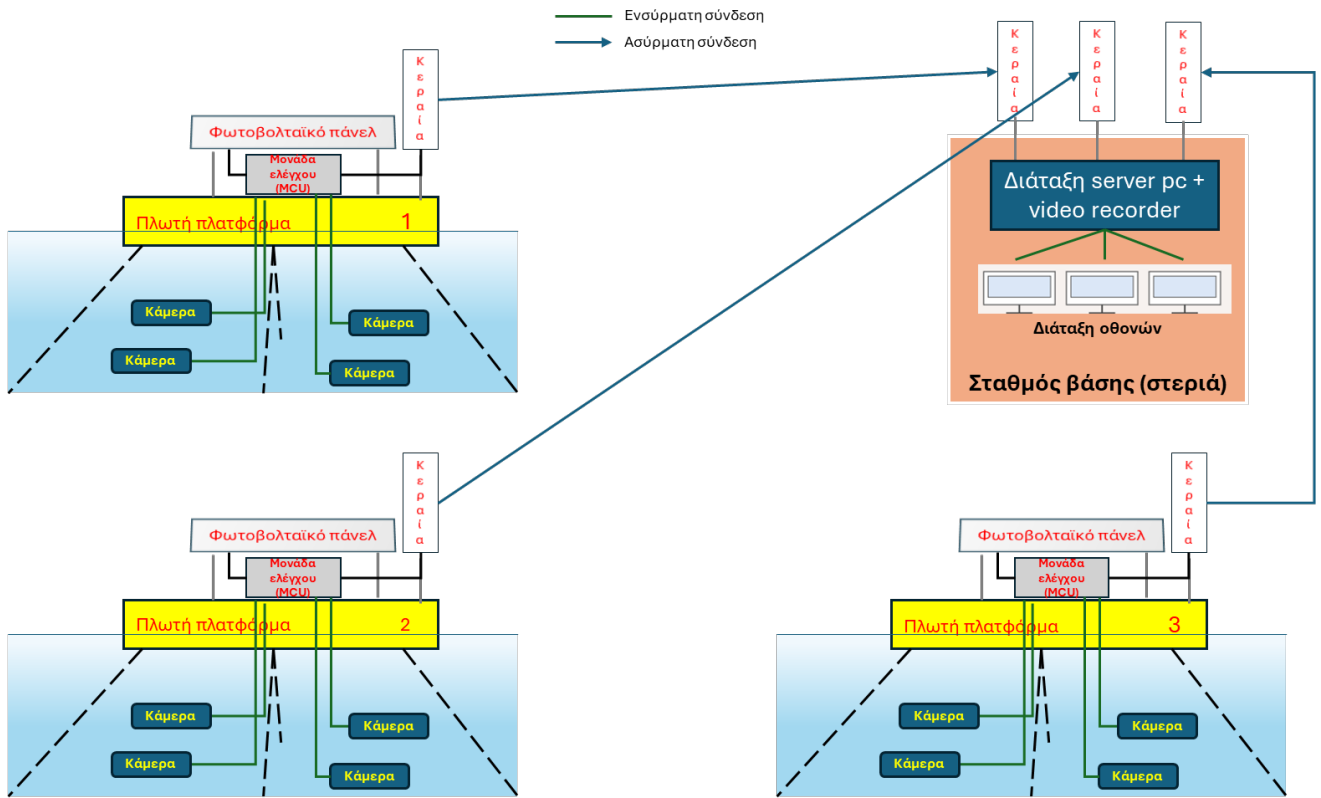 Ενσύρματη σύνδεση
Ασύρματη σύνδεση
Κεραία
Φωτοβολταϊκό πάνελ
Μονάδα
ελέγχου
(MCU)
Πλωτή πλατφόρμα 1
Κάμερα
Κάμερα
Κάμερα
Κάμερα
Κεραία
Κεραία
Κεραία
Διάταξη server pc +
video recorder
Διάταξη οθονών
Σταθμός βάσης (στεριά)
Κεραία
Φωτοβολταϊκό πάνελ
Μονάδα
ελέγχου
(MCU)
Πλωτή πλατφόρμα 2
Κάμερα
Κάμερα
Κάμερα
Κάμερα
Κεραία
Φωτοβολταϊκό πάνελ
Μονάδα
ελέγχου
(MCU)
Πλωτή πλατφόρμα 3
Κάμερα
Κάμερα
Κάμερα
Κάμερα